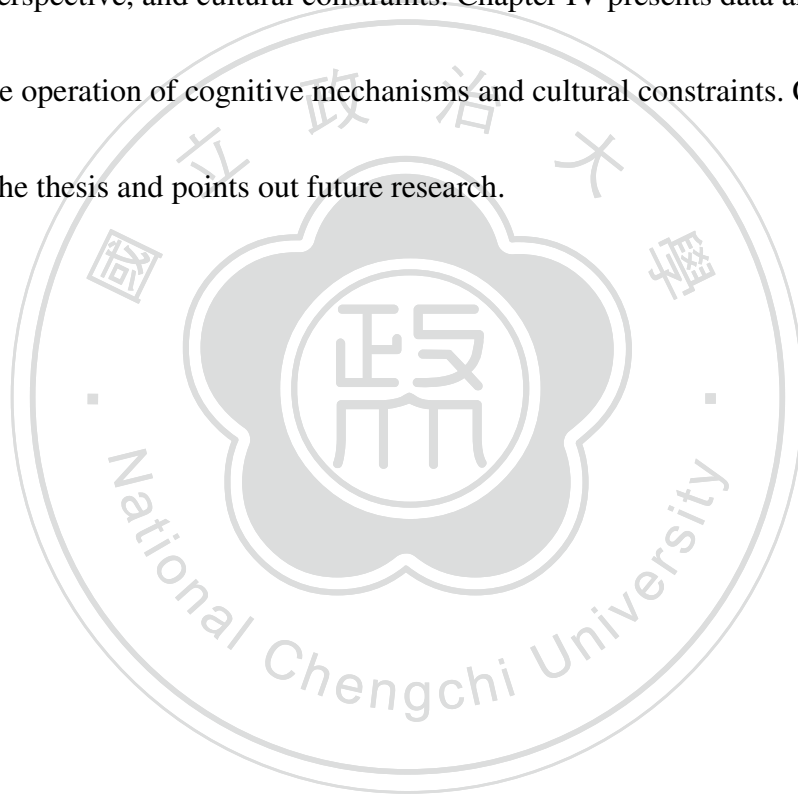 erspective, and cultural constraints. Chapter IV presents data a
e operation of cognitive mechanisms and cultural constraints. C
he thesis and points out future research.
國立政治大學
政大
National Chengchi University